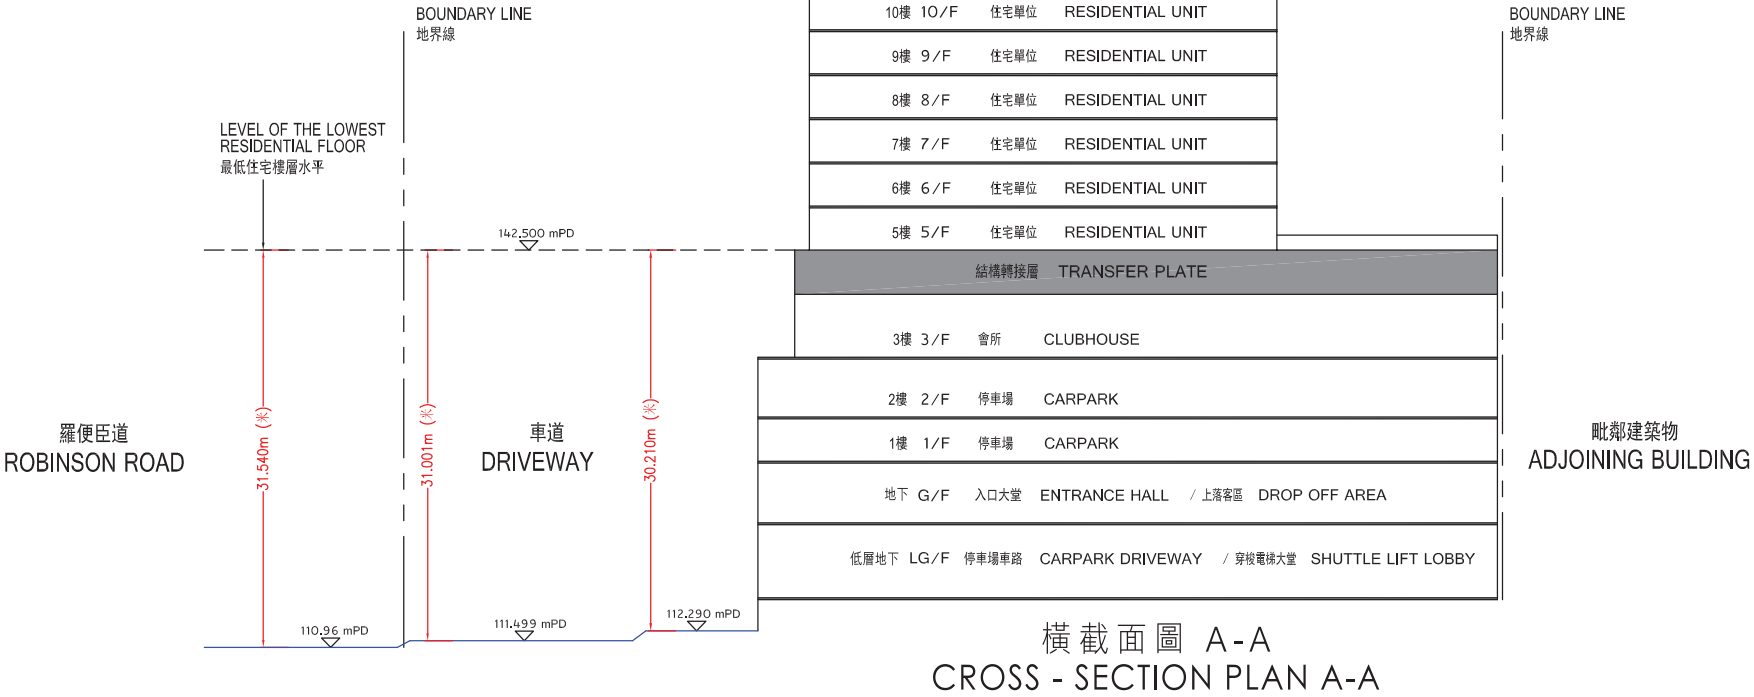 BOUNDARY LINE
地界線
10樓 10/F 住宅單位 RESIDENTIAL UNIT
BOUNDARY LINE
地界線
9樓 9/F 住宅單位 RESIDENTIAL UNIT
8樓 8/F 住宅單位 RESIDENTIAL UNIT
LEVEL OF THE LOWEST
RESIDENTIAL FLOOR
最低住宅樓層水平
7樓 7/F 住宅單位 RESIDENTIAL UNIT
6樓 6/F 住宅單位 RESIDENTIAL UNIT
142.500 mPD
5樓 5/F 住宅單位 RESIDENTIAL UNIT
結構轉接層 TRANSFER PLATE
3樓 3/F 會所 CLUBHOUSE
2樓 2/F 停車場 CARPARK
1樓 1/F 停車場 CARPARK
羅便臣道
ROBINSON ROAD
31.540m (米)
31.001m (米)
車道
DRIVEWAY
30.210m (米)
毗鄰建築物
ADJOINING BUILDING
地下 G/F 入口大堂 ENTRANCE HALL / 上落客區 DROP OFF AREA
低層地下 LG/F 停車場車路 CARPARK DRIVEWAY / 穿梭電梯大堂 SHUTTLE LIFT LOBBY
110.96 mPD
111.499 mPD
112.290 mPD
橫截面圖 A-A
CROSS - SECTION PLAN A-A